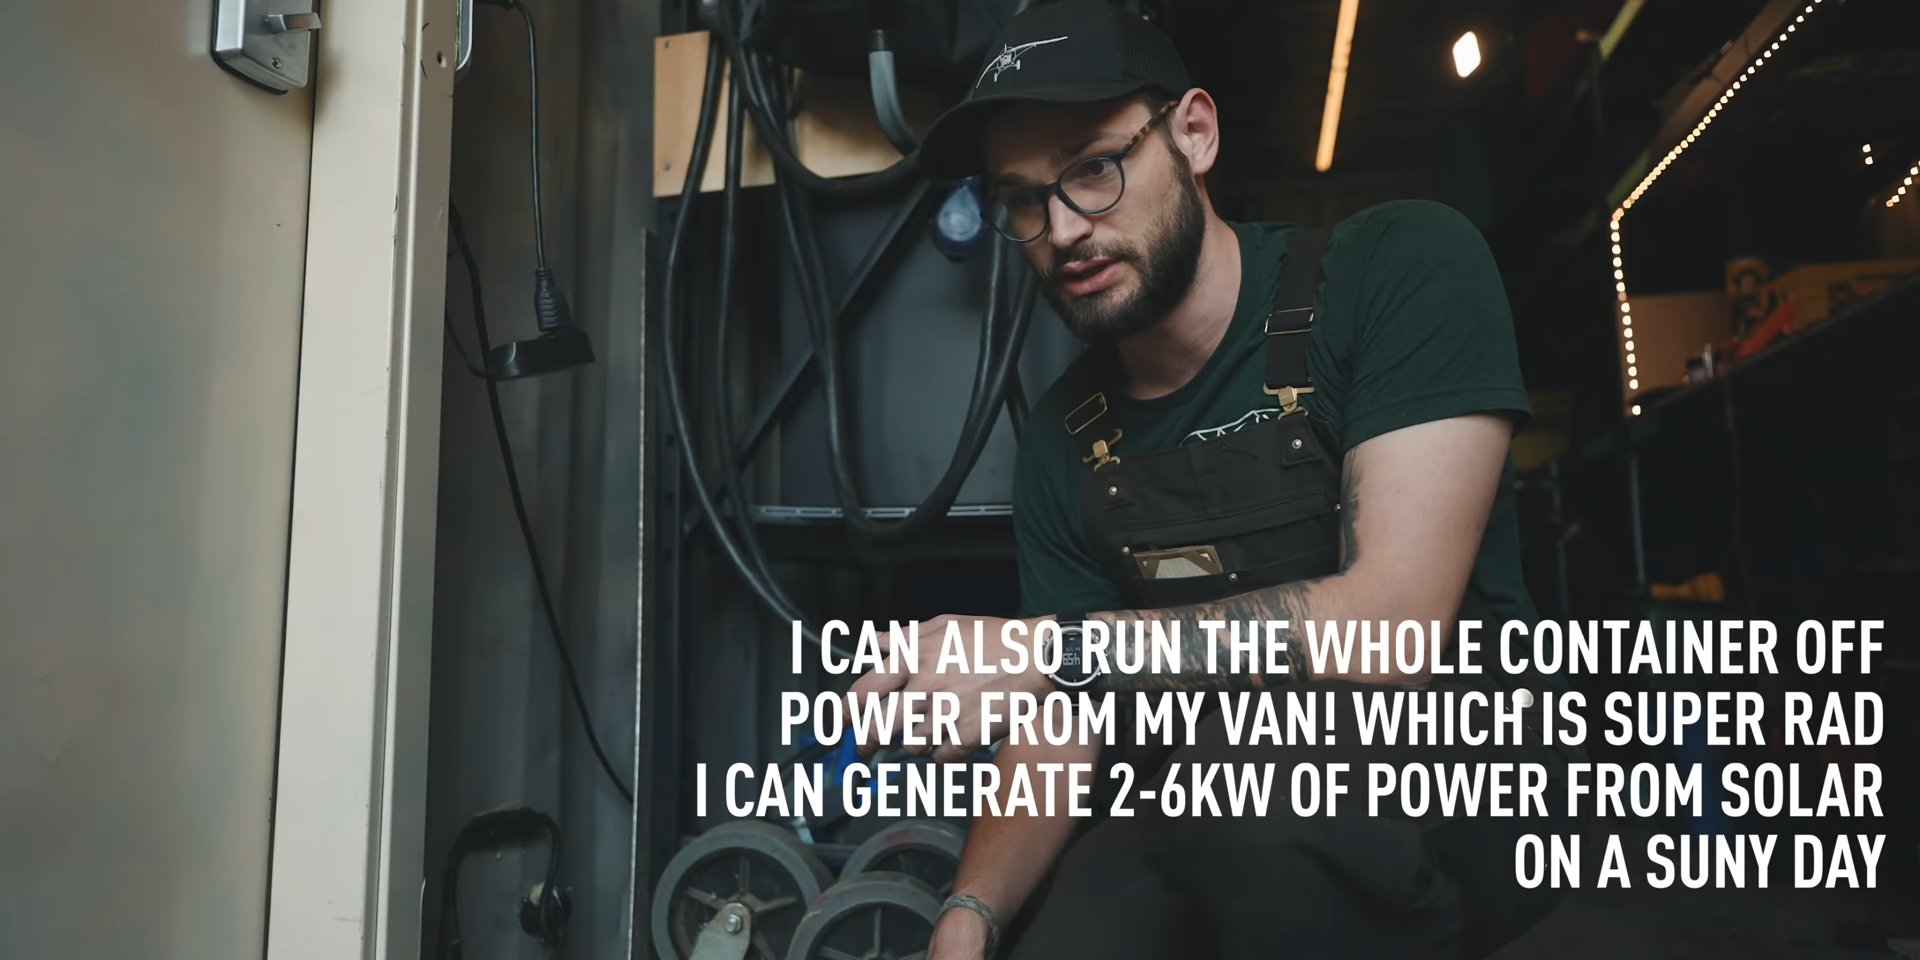 I CAN ALSO RUN THE WHOLE CONTAINER OFF
POWER FROM MY VAN! WHICH IS SUPER RAD
I CAN GENERATE 2-6KW OF POWER FROM SOLAR
ON A SUNY DAY